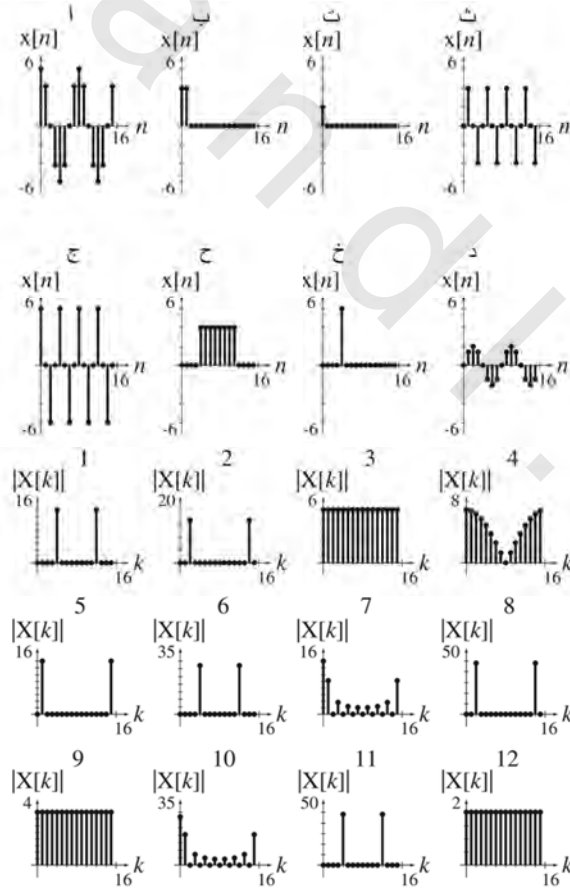 ا ب ت ث
x[n] x[n] x[n] x[n]
6 6 6 6
16 n 16 n 16 n 16 n
-6 -6 -6 -6
ج ح خ د
x[n] x[n] x[n] x[n]
6 6 6 6
16 n 16 n 16 n 16 n
-6 -6 -6 -6
1 2 3 4
|X[k]| |X[k]| |X[k]| |X[k]|
16 20 6 8
16 k 16 k 16 k 16 k
5 6 7 8
|X[k]| |X[k]| |X[k]| |X[k]|
16 35 16 50
16 k 16 k 16 k 16 k
9 10 11 12
|X[k]| |X[k]| |X[k]| |X[k]|
4 35 50 2
16 k 16 k 16 k 16 k